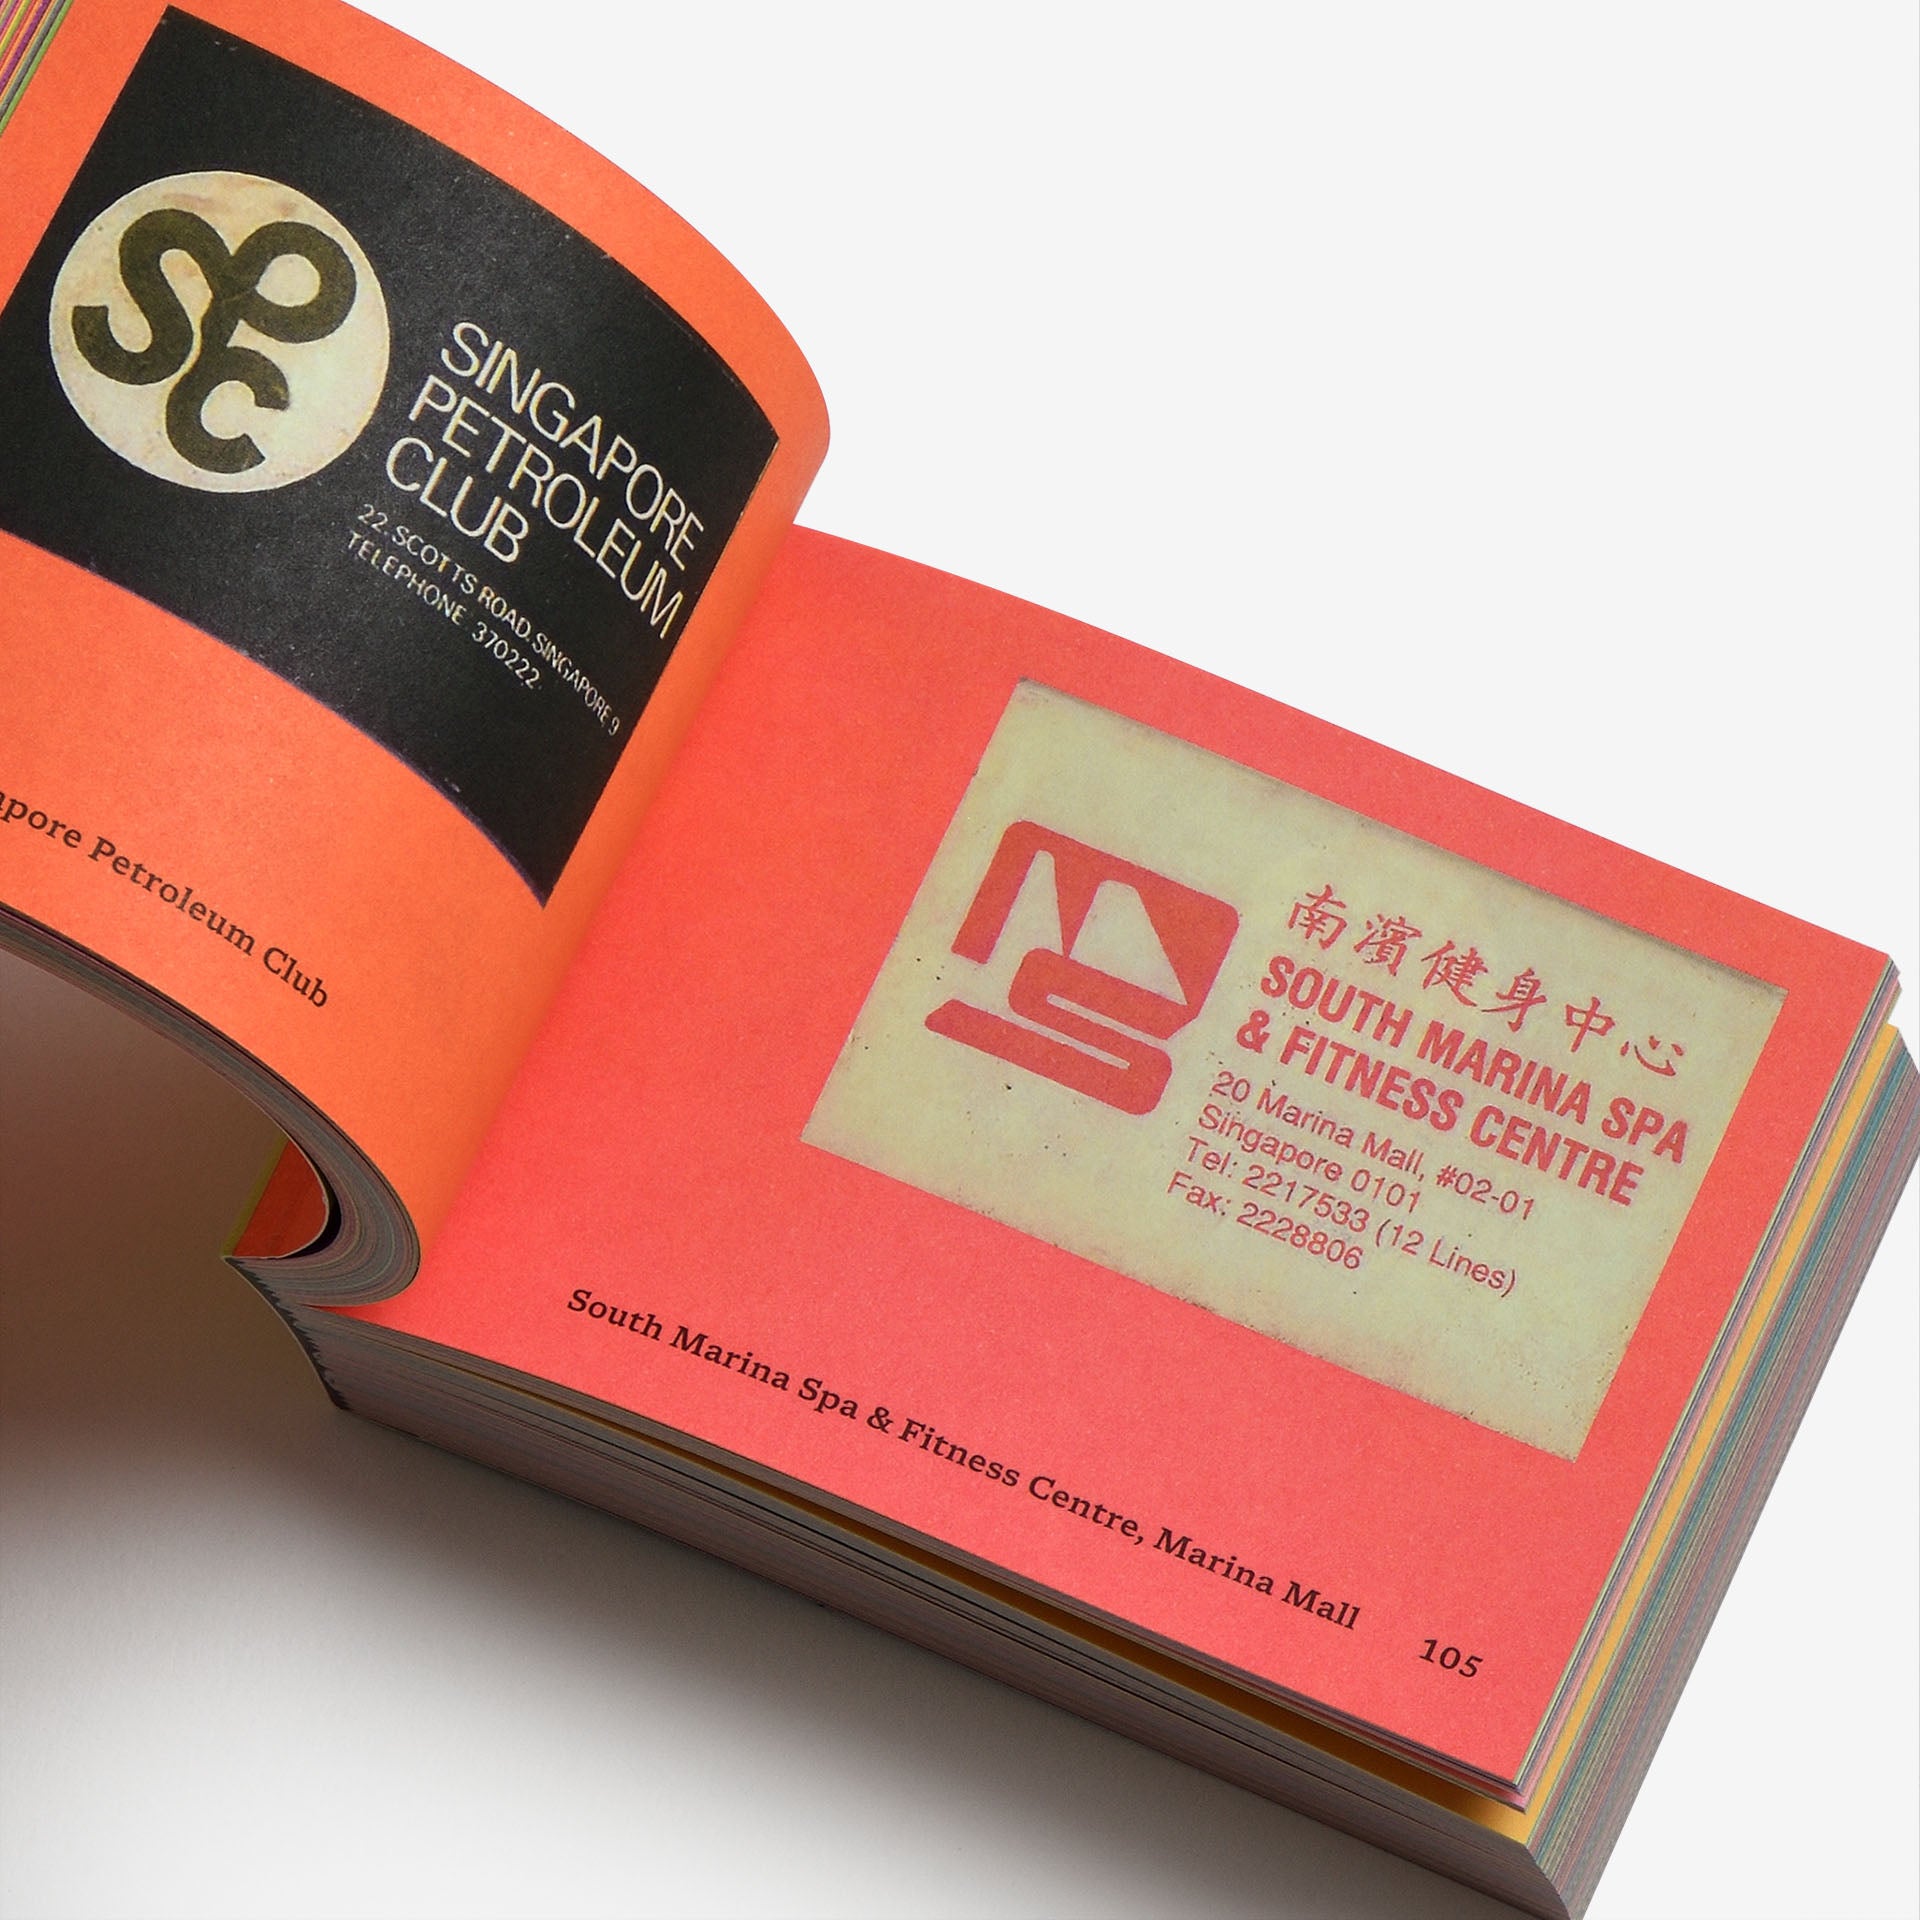 SPC
SINGAPORE
PETROLEUM
CLUB
22, SCOTTS ROAD, SINGAPORE 9
TELEPHONE 370222
Petroleum Club
MS
南濱健身中心
SOUTH MARINA SPA
& FITNESS CENTRE
20 Marina Mall, #02-01
Singapore 0101
Tel: 2217533 (12 Lines)
Fax: 2228806
South Marina Spa & Fitness Centre, Marina Mall
105